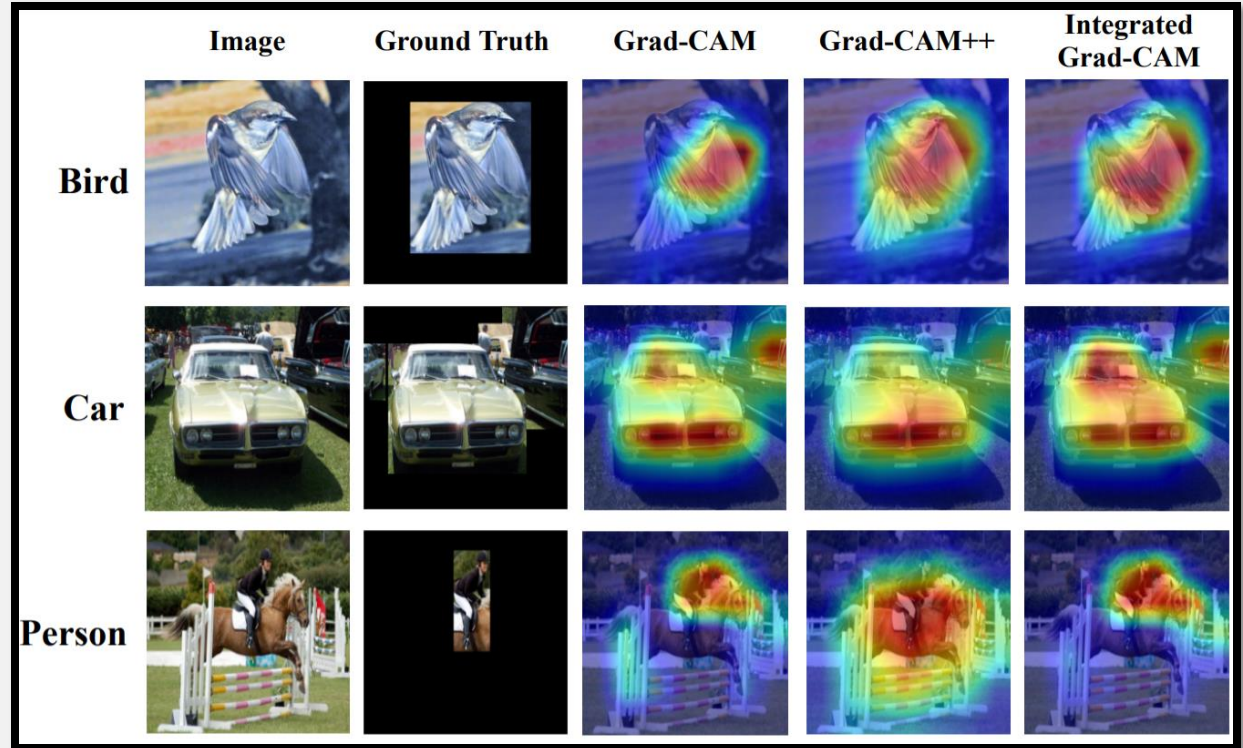 Image
Ground Truth
Grad-CAM
Grad-CAM++
Integrated
Grad-CAM
Bird
Car
Person